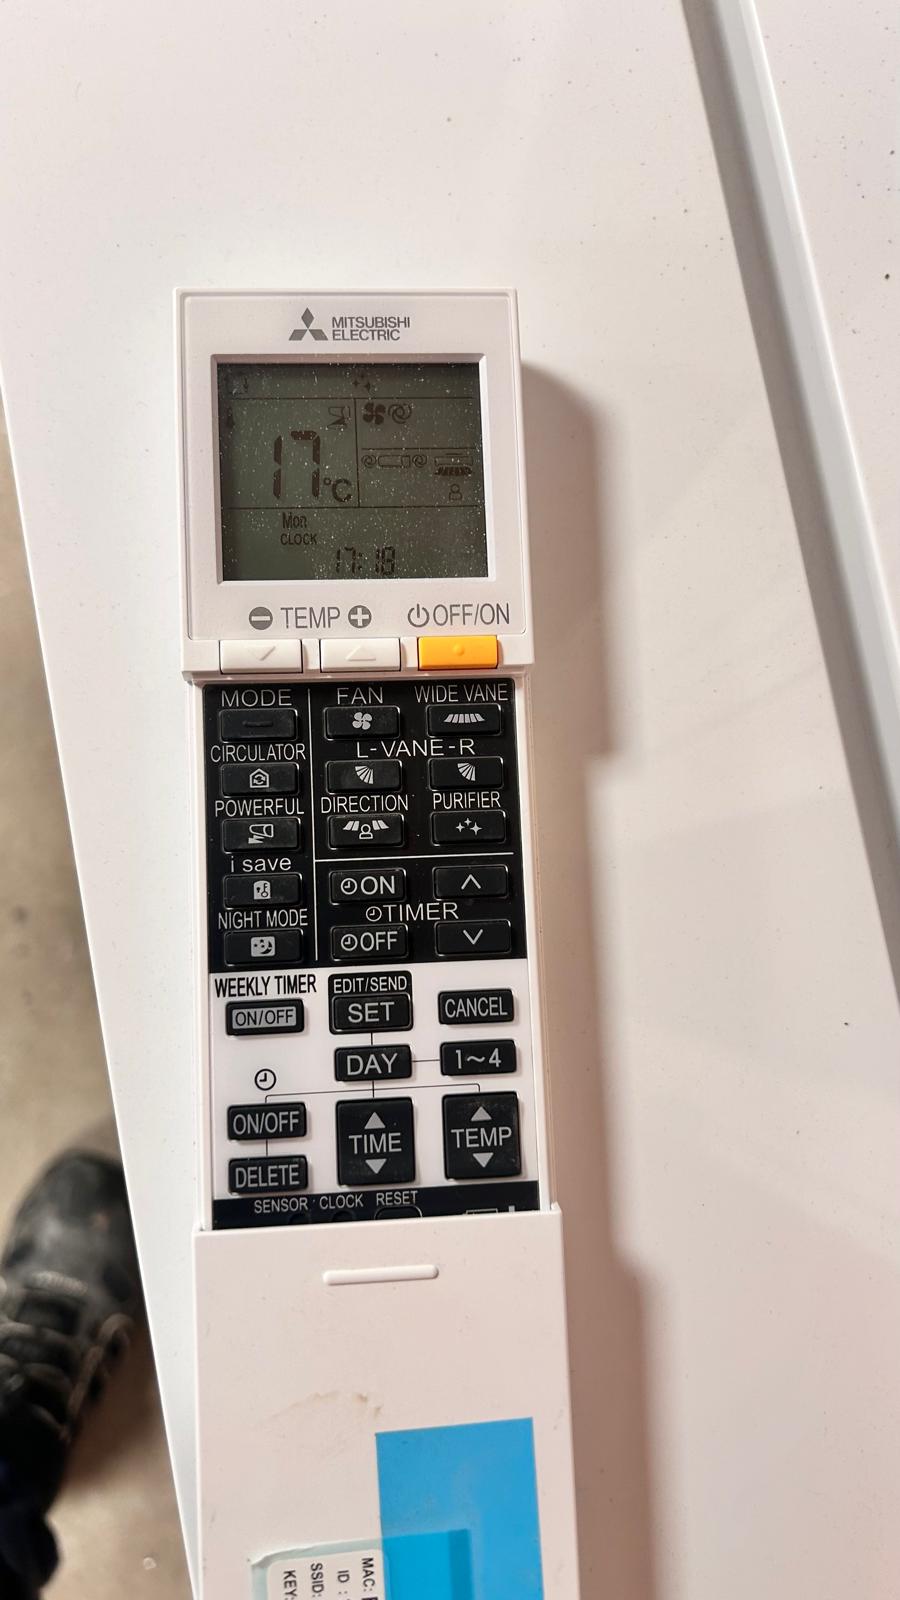 MITSUBISHI
ELECTRIC
17°C
Mon
CLOCK
17:18
TEMP OFF/ON
MODE FAN WIDE VANE
CIRCULATOR L-VANE-R
POWERFUL DIRECTION PURIFIER
i save
ON
NIGHT MODE TIMER
OFF
WEEKLY TIMER EDIT/SEND
ON/OFF SET CANCEL
DAY 1~4
ON/OFF TIME TEMP
DELETE
SENSOR CLOCK RESET
MAC:
ID :
SSID:
KEY: